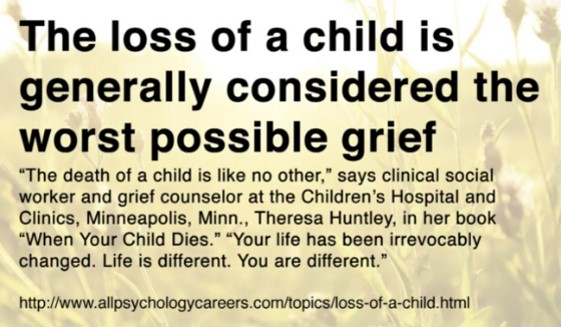 The loss of a child is
generally considered the
worst possible grief
“The death of a child is like no other,” says clinical social
worker and grief counselor at the Children’s Hospital and
Clinics, Minneapolis, Minn., Theresa Huntley, in her book
“When Your Child Dies.” “Your life has been irrevocably
changed. Life is different. You are different.”
http://www.allpsychologycareers.com/topics/loss-of-a-child.html